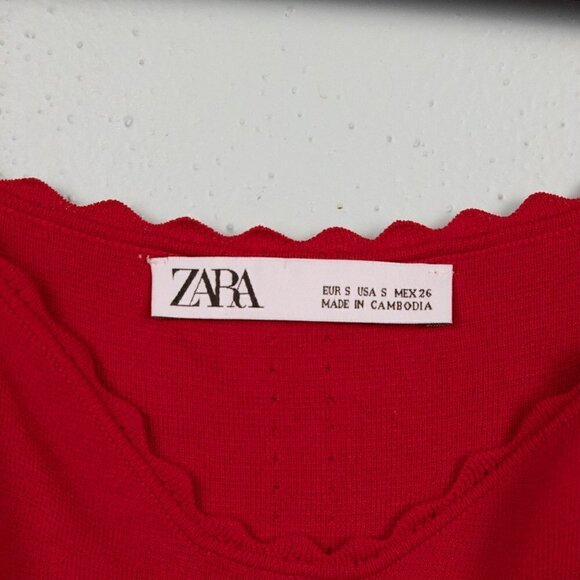 ZARA
EUR S USA S MEX 26
MADE IN CAMBODIA